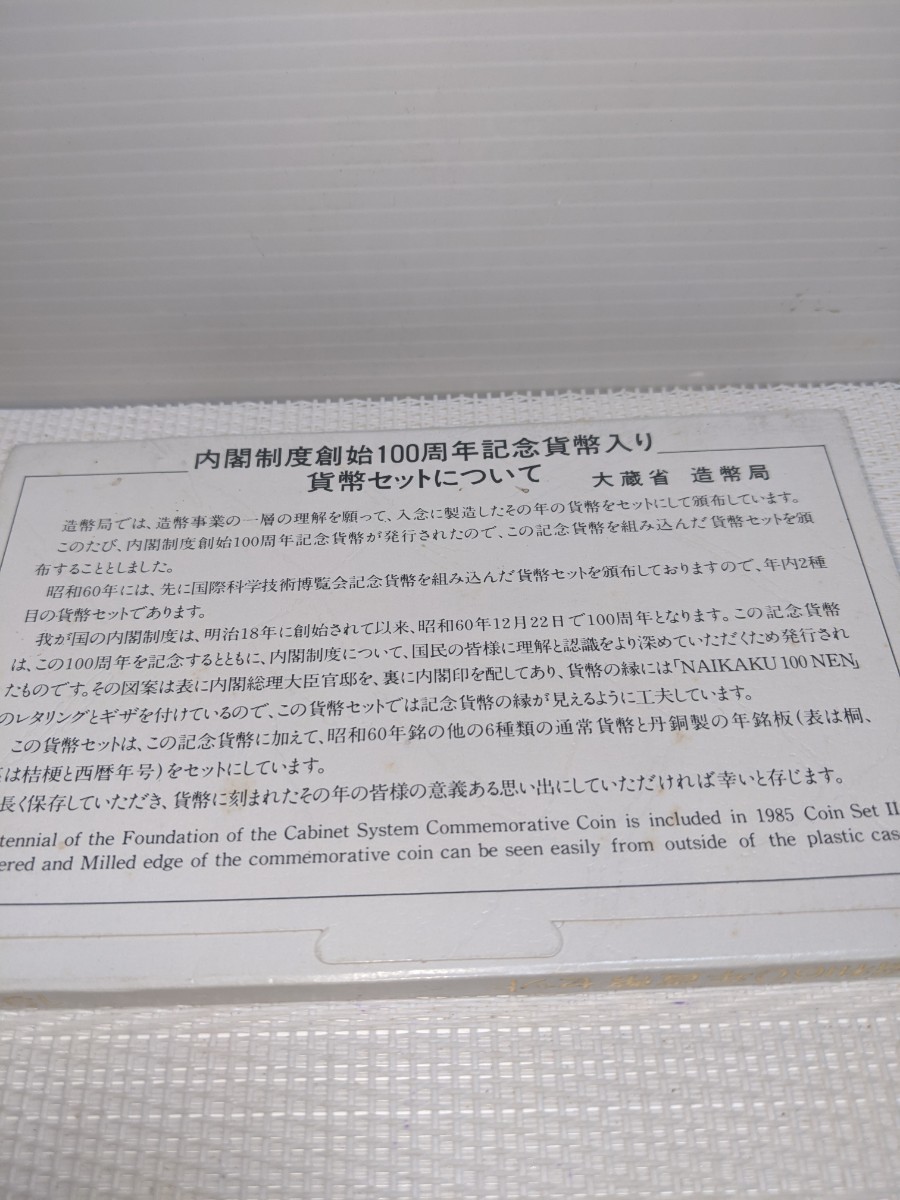 内閣制度創始100周年記念貨幣入り
貨幣セットについて 大蔵省 造幣局
造幣局では、造幣事業の一層の理解を願って、入念に製造したその年の貨幣をセットにして頒布しています。
このたび、内閣制度創始100周年記念貨幣が発行されたので、この記念貨幣を組み込んだ貨幣セットを頒
布することとしました。
昭和60年には、先に国際科学技術博覧会記念貨幣を組み込んだ貨幣セットを頒布しておりますので、年内2種
目の貨幣セットであります。
我が国の内閣制度は、明治18年に創始されて以来、昭和60年12月22日で100周年となります。この記念貨幣
は、この100周年を記念するとともに、内閣制度について、国民の皆様に理解と認識をより深めていただくため発行され
たものです。その図案は表に内閣総理大臣官邸を、裏に内閣印を配してあり、貨幣の縁には「NAIKAKU 100 NEN」
のレタリングとギザを付けているので、この貨幣セットでは記念貨幣の縁が見えるように工夫しています。
この貨幣セットは、この記念貨幣に加えて、昭和60年銘の他の6種類の通常貨幣と丹銅製の年銘板(表は桐、
は桔梗と西暦年号)をセットにしています。
長く保存していただき、貨幣に刻まれたその年の皆様の意義ある思い出にしていただければ幸いと存じます。
tennial of the Foundation of the Cabinet System Commemorative Coin is included in 1985 Coin Set II
ered and Milled edge of the commemorative coin can be seen easily from outside of the plastic cas